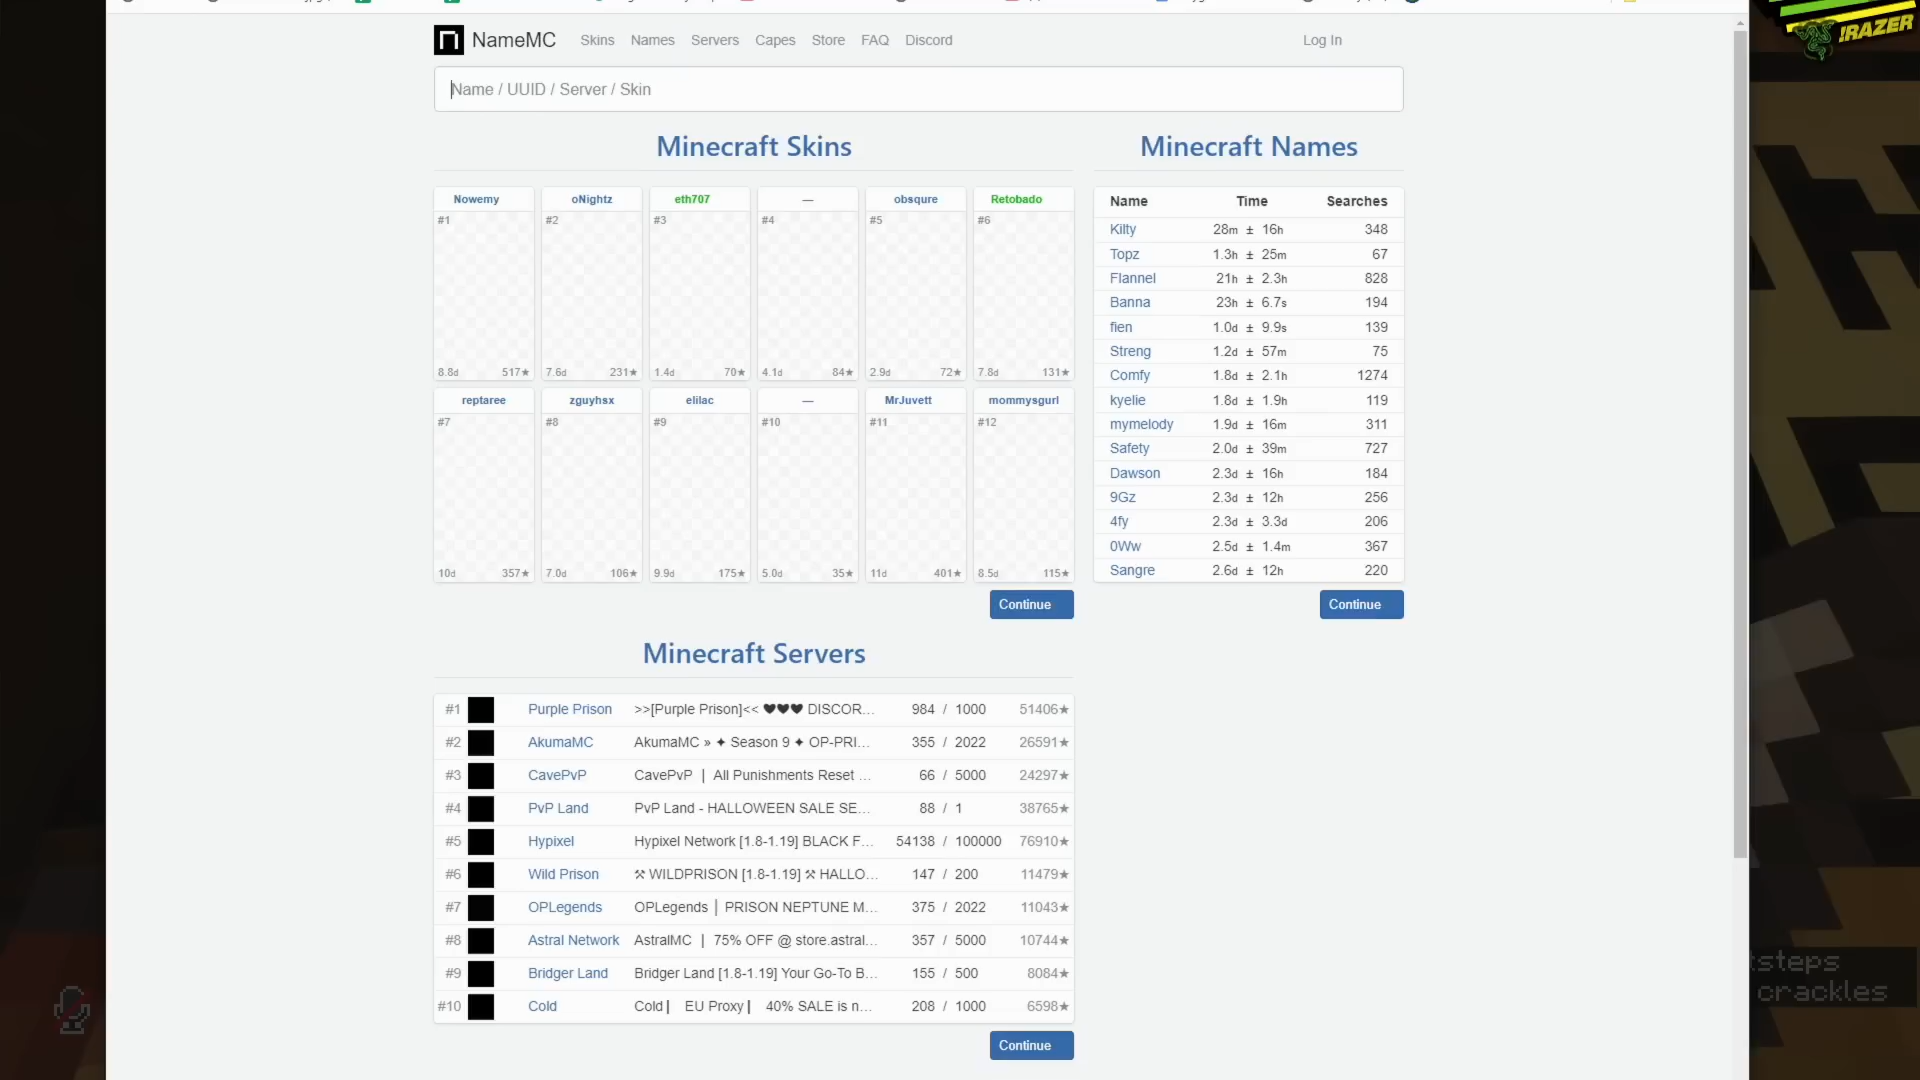 NameMC Skins Names Servers Capes Store FAQ Discord Log In
!RAZER
Name / UUID / Server / Skin
Minecraft Skins
Nowemy oNightz eth707 — obsqure Retobado
#1 #2 #3 #4 #5 #6
8.8d 517★ 7.6d 231★ 1.4d 70★ 4.1d 84★ 2.9d 72★ 7.8d 131★
reptaree zguyhsx elilac — MrJuvett mommysgurl
#7 #8 #9 #10 #11 #12
10d 357★ 7.0d 106★ 9.9d 175★ 5.0d 35★ 11d 401★ 8.5d 115★
Continue
Minecraft Names
Name Time Searches
Kilty 28m ± 16h 348
Topz 1.3h ± 25m 67
Flannel 21h ± 2.3h 828
Banna 23h ± 6.7s 194
fien 1.0d ± 9.9s 139
Streng 1.2d ± 57m 75
Comfy 1.8d ± 2.1h 1274
kyelie 1.8d ± 1.9h 119
mymelody 1.9d ± 16m 311
Safety 2.0d ± 39m 727
Dawson 2.3d ± 16h 184
9Gz 2.3d ± 12h 256
4fy 2.3d ± 3.3d 206
0Ww 2.5d ± 1.4m 367
Sangre 2.6d ± 12h 220
Continue
Minecraft Servers
#1 Purple Prison >>[Purple Prison]<< ♥♥♥ DISCOR... 984 / 1000 51406★
#2 AkumaMC AkumaMC » ✦ Season 9 ✦ OP-PRI... 355 / 2022 26591★
#3 CavePvP CavePvP | All Punishments Reset ... 66 / 5000 24297★
#4 PvP Land PvP Land - HALLOWEEN SALE SE... 88 / 1 38765★
#5 Hypixel Hypixel Network [1.8-1.19] BLACK F... 54138 / 100000 76910★
#6 Wild Prison ⚒ WILDPRISON [1.8-1.19] ⚒ HALLO... 147 / 200 11479★
#7 OPLegends OPLegends | PRISON NEPTUNE M... 375 / 2022 11043★
#8 Astral Network AstralMC | 75% OFF @ store.astral... 357 / 5000 10744★
#9 Bridger Land Bridger Land [1.8-1.19] Your Go-To B... 155 / 500 8084★
#10 Cold Cold | EU Proxy | 40% SALE is n... 208 / 1000 6598★
Continue
tsteps
crackles